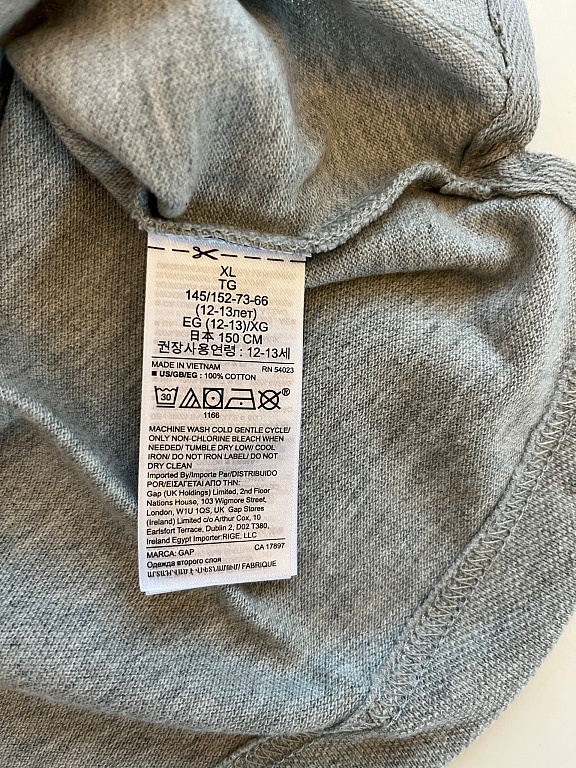 XL
TG
145/152-73-66
(12-13лет)
EG (12-13)/XG
日本 150 CM
권장사용연령 : 12-13세
MADE IN VIETNAM RN 54023
■ US/GB/EG : 100% COTTON
30 ®
1166
MACHINE WASH COLD GENTLE CYCLE/
ONLY NON-CHLORINE BLEACH WHEN
NEEDED/ TUMBLE DRY LOW/ COOL
IRON/ DO NOT IRON LABEL/ DO NOT
DRY CLEAN
Imported By/Importe Par/DISTRIBUIDO
POR/ΕΙΣΑΓΕΤΑΙ ΑΠΟ ΤΗΝ:
Gap (UK Holdings) Limited, 2nd Floor
Nations House, 103 Wigmore Street,
London, W1U 1QS, UK Gap Stores
(Ireland) Limited c/o Arthur Cox, 10
Earlsfort Terrace, Dublin 2, D02 T380,
Ireland Egypt Importer:RIGE, LLC
MARCA: GAP CA 17897
Одежда второго слоя
FABRIQUE